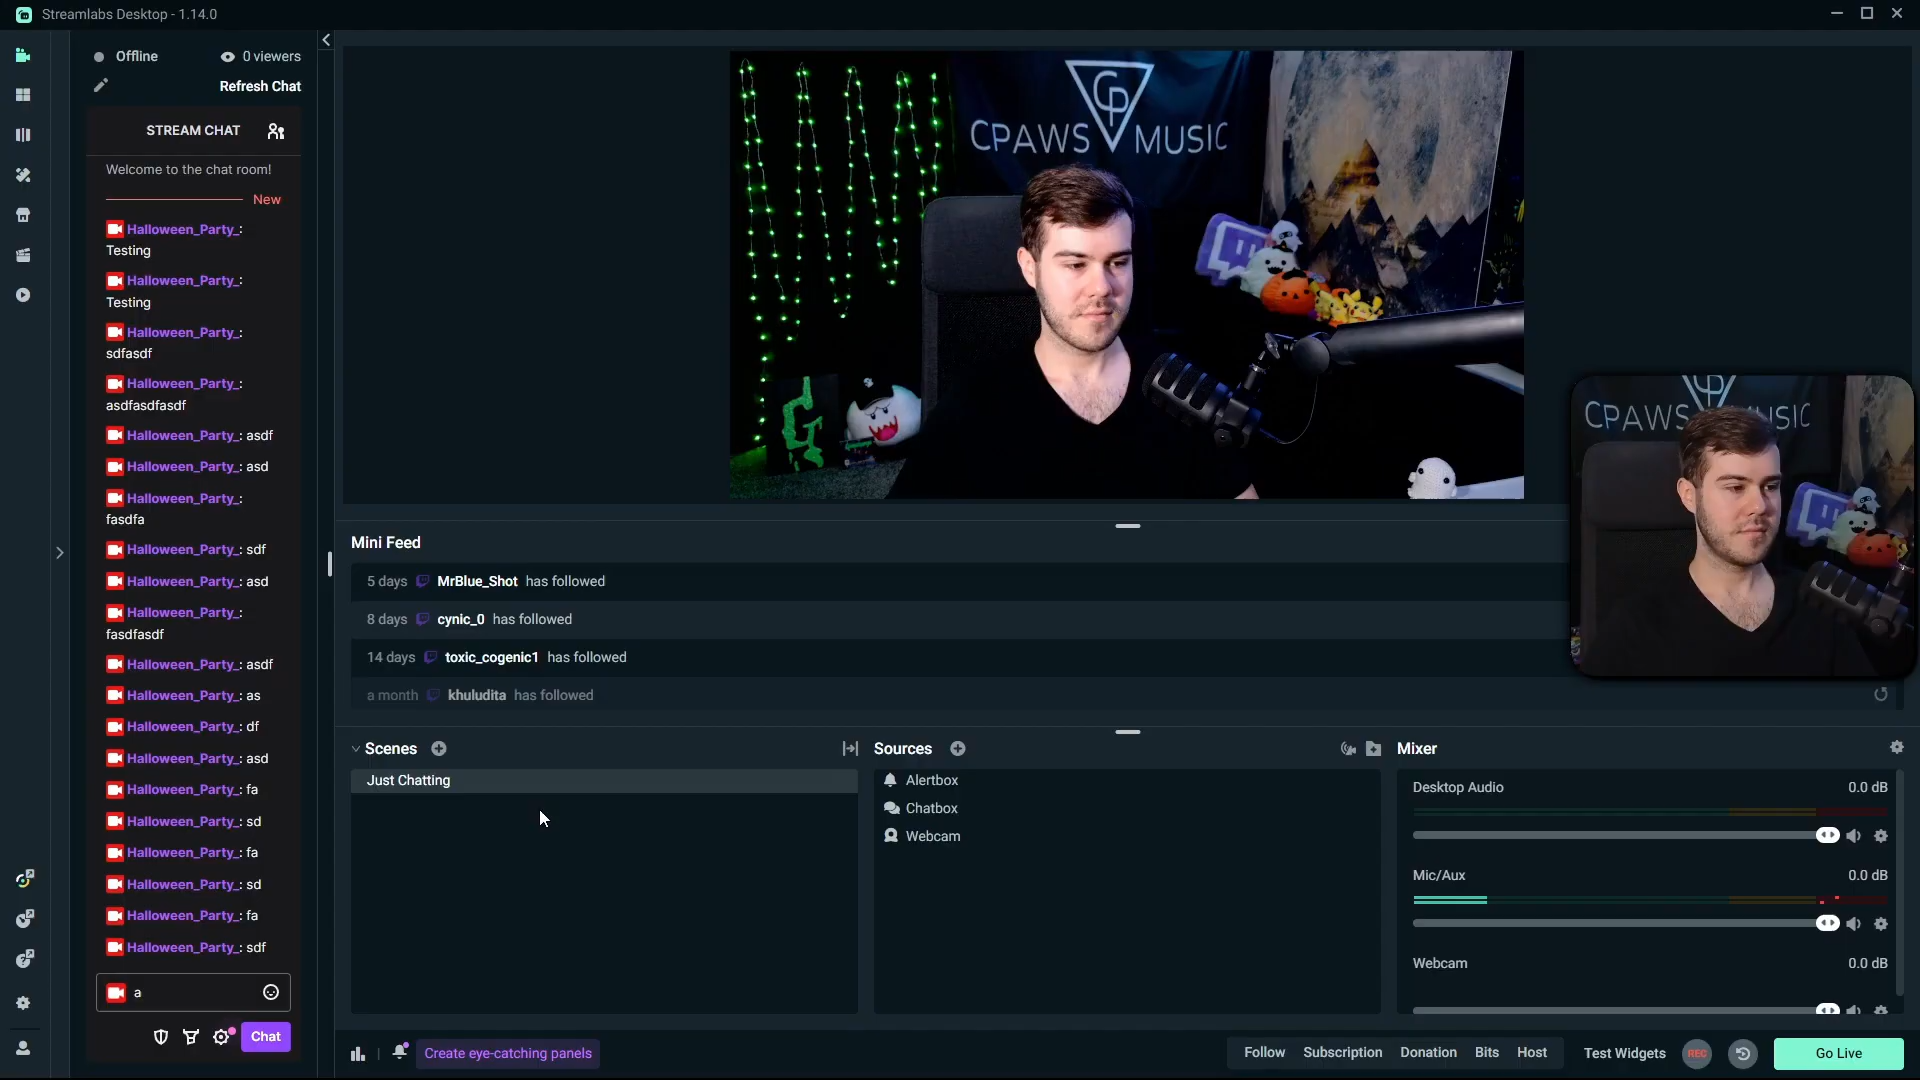 Streamlabs Desktop - 1.14.0
Offline
0 viewers
Refresh Chat
STREAM CHAT
Welcome to the chat room!
New
Halloween_Party_:
Testing
Halloween_Party_:
Testing
Halloween_Party_:
sdfasdf
Halloween_Party_:
asdfasdfasdf
Halloween_Party_: asdf
Halloween_Party_: asd
Halloween_Party_:
fasdfa
Halloween_Party_: sdf
Halloween_Party_: asd
Halloween_Party_:
fasdfasdf
Halloween_Party_: asdf
Halloween_Party_: as
Halloween_Party_: df
Halloween_Party_: asd
Halloween_Party_: fa
Halloween_Party_: sd
Halloween_Party_: fa
Halloween_Party_: sd
Halloween_Party_: fa
Halloween_Party_: sdf
a
Chat
CP
CPAWS MUSIC
CPAWS MUSIC
Mini Feed
5 days MrBlue_Shot has followed
8 days cynic_0 has followed
14 days toxic_cogenic1 has followed
a month khuludita has followed
Scenes
Just Chatting
Sources
Alertbox
Chatbox
Webcam
Mixer
Desktop Audio 0.0 dB
Mic/Aux 0.0 dB
Webcam 0.0 dB
Create eye-catching panels
Follow Subscription Donation Bits Host
Test Widgets
REC
Go Live